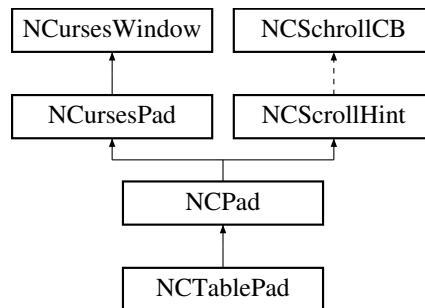 NCursesWindow NCSchrollCB
NCursesPad NCScrollHint
NCPad
NCTablePad